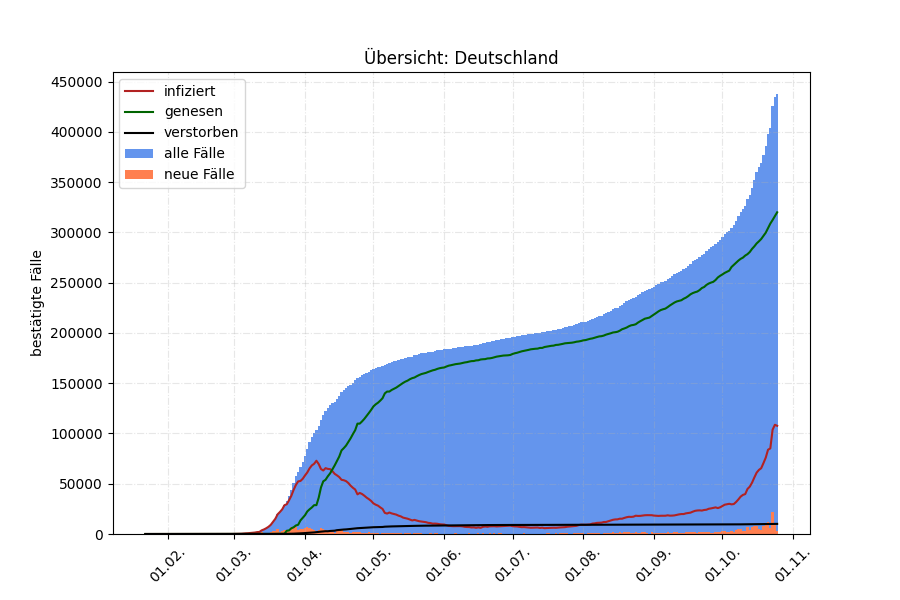 Übersicht: Deutschland
bestätigte Fälle
450000
400000
350000
300000
250000
200000
150000
100000
50000
0
infiziert
genesen
verstorben
alle Fälle
neue Fälle
01.02.
01.03.
01.04.
01.05.
01.06.
01.07.
01.08.
01.09.
01.10.
01.11.